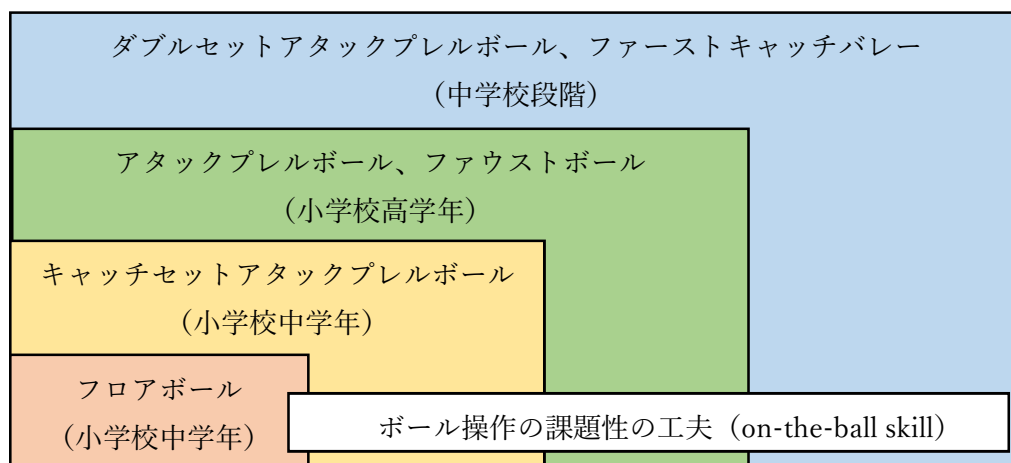 ダブルセットアタックプレルボール、ファーストキャッチバレー
（中学校段階）
アタックプレルボール、ファウストボール
（小学校高学年）
キャッチセットアタックプレルボール
（小学校中学年）
フロアボール
（小学校中学年）
ボール操作の課題性の工夫（on-the-ball skill）